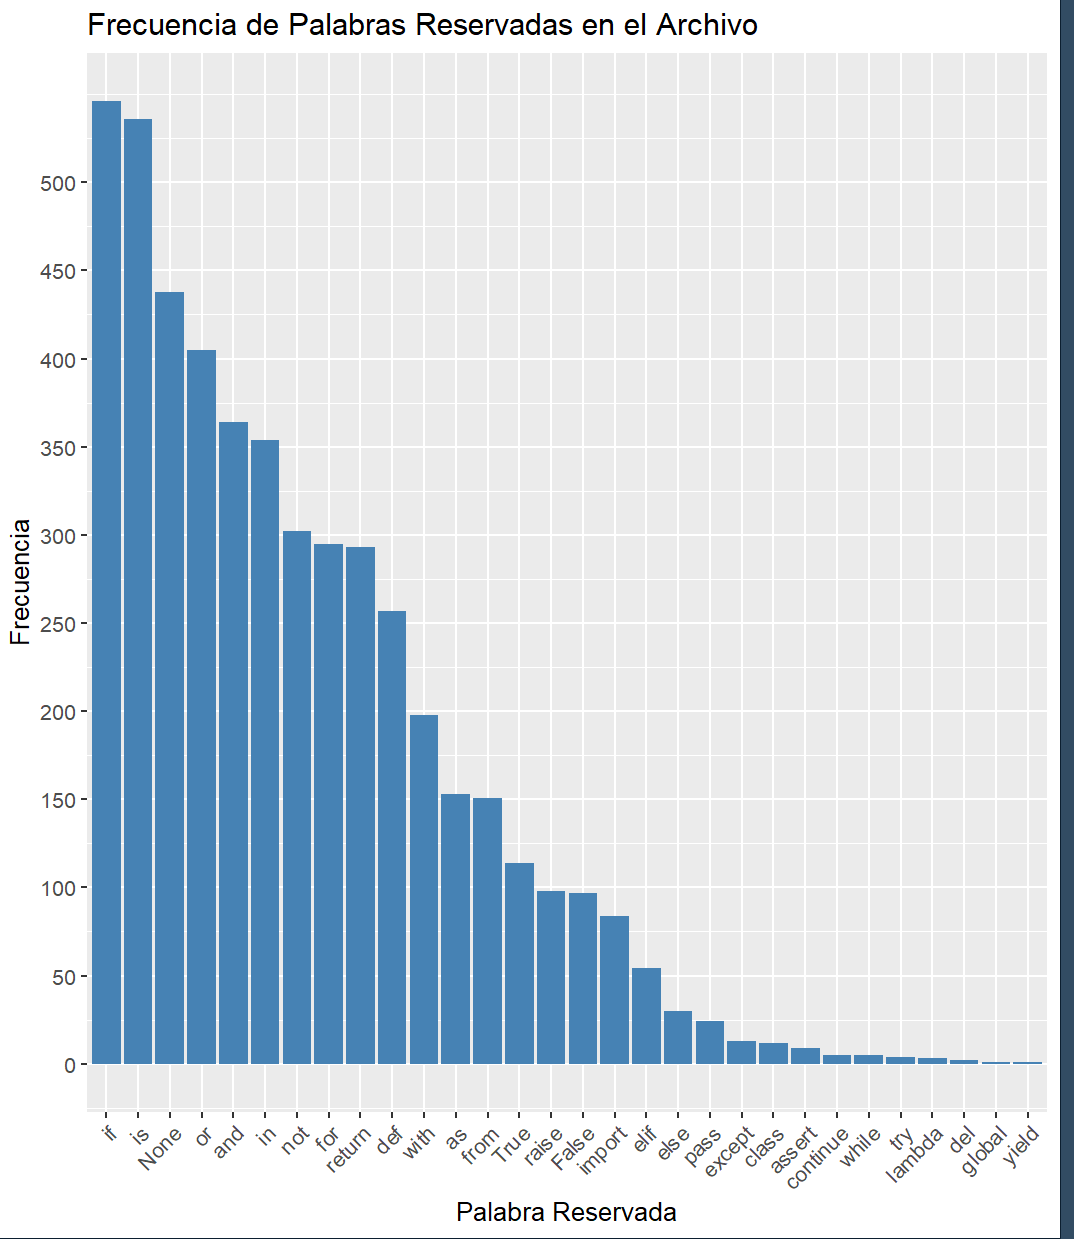 Frecuencia de Palabras Reservadas en el Archivo
Frecuencia
500
450
400
350
300
250
200
150
100
50
0
if is None or and in not for return def with as from True raise False import elif else pass except class assert continue while try lambda del global yield
Palabra Reservada